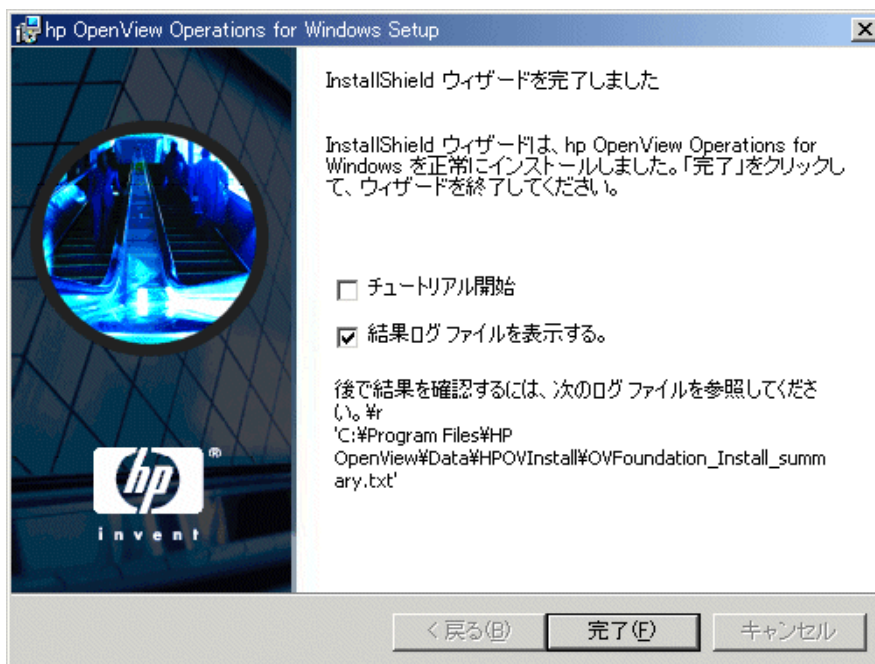 hp OpenView Operations for Windows Setup
InstallShield ウィザードを完了しました
InstallShield ウィザードは、hp OpenView Operations for
Windows を正常にインストールしました。「完了」をクリックし
て、ウィザードを終了してください。
チュートリアル開始
結果ログ ファイルを表示する。
後で結果を確認するには、次のログ ファイルを参照してくださ
い。¥r
'C:¥Program Files¥HP
OpenView¥Data¥HPOVInstall¥OVFoundation_Install_summ
ary.txt'
hp®
invent
< 戻る(B)
完了(F)
キャンセル